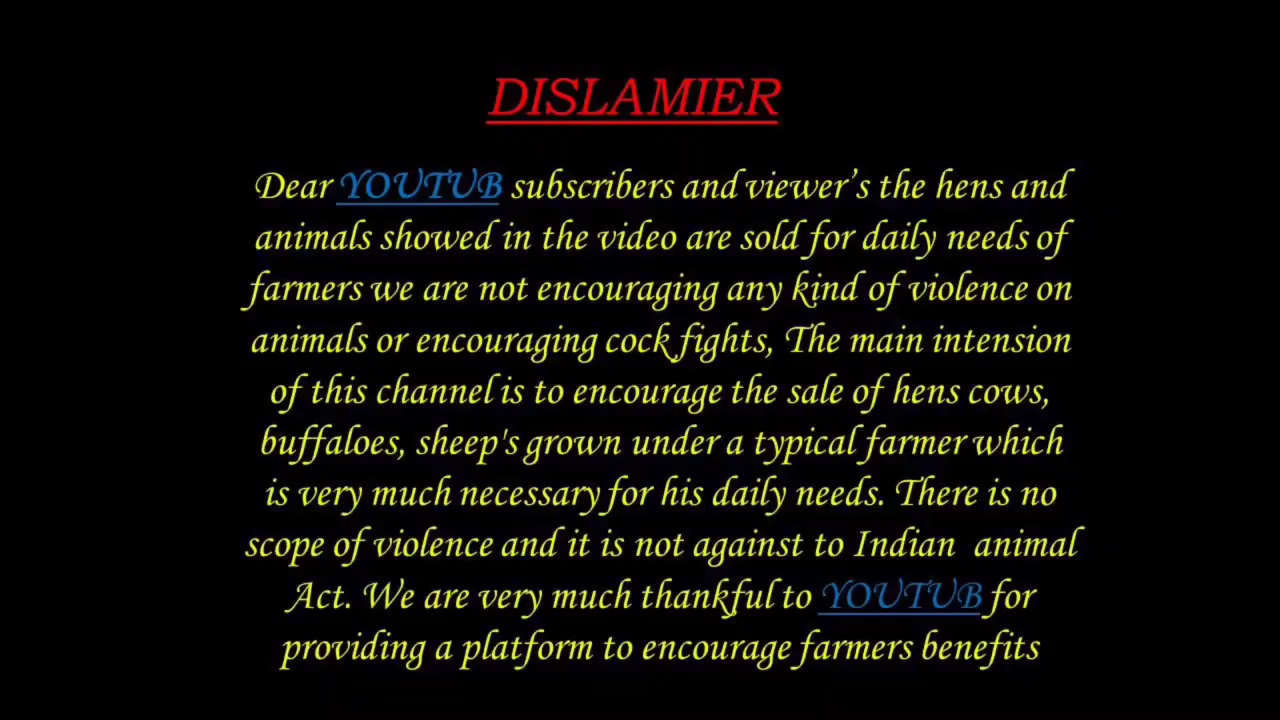 DISLAMIER
Dear YOUTUB subscribers and viewer’s the hens and
animals showed in the video are sold for daily needs of
farmers we are not encouraging any kind of violence on
animals or encouraging cock fights, The main intension
of this channel is to encourage the sale of hens cows,
buffaloes, sheep's grown under a typical farmer which
is very much necessary for his daily needs. There is no
scope of violence and it is not against to Indian  animal
Act. We are very much thankful to YOUTUB for
providing a platform to encourage farmers benefits